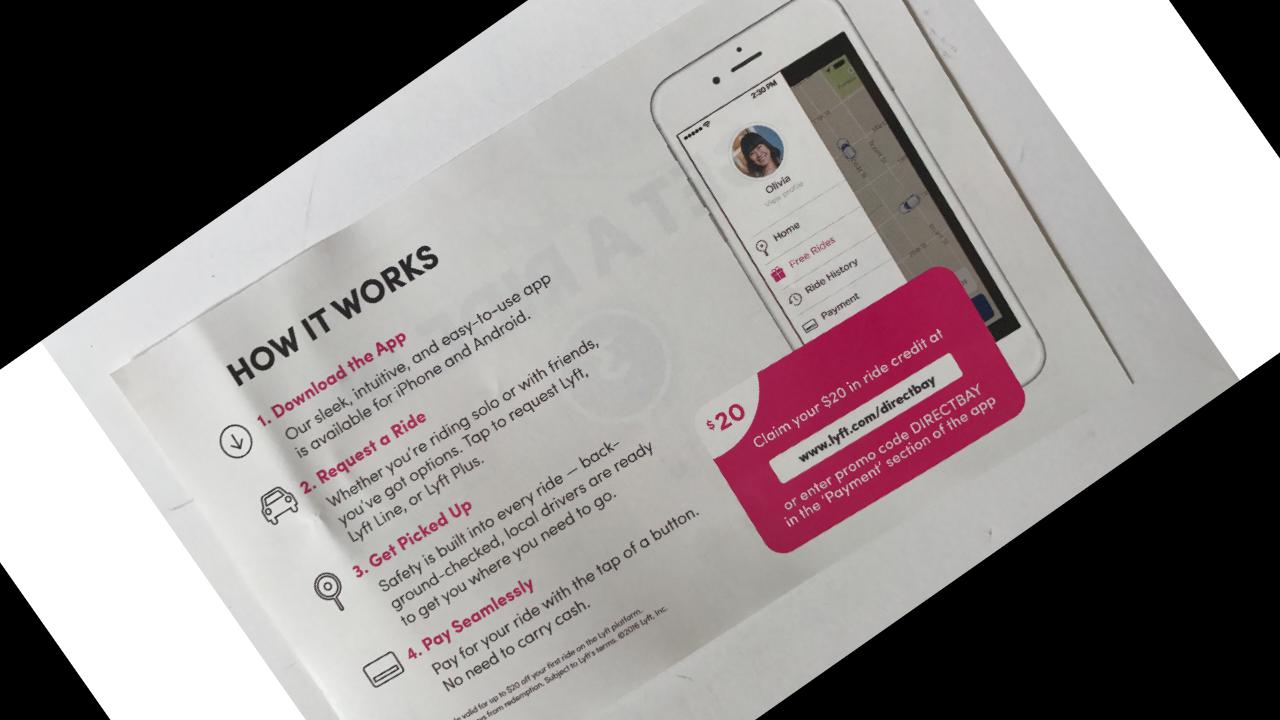 HOW IT WORKS
1. Download the App
Our sleek, intuitive, and easy-to-use app
is available for iPhone and Android.
2. Request a Ride
Whether you're riding solo or with friends,
you've got options. Tap to request Lyft,
Lyft Line, or Lyft Plus.
3. Get Picked Up
Safety is built into every ride — back-
ground-checked, local drivers are ready
to get you where you need to go.
4. Pay Seamlessly
Pay for your ride with the tap of a button.
No need to carry cash.
valid for up to $20 off your first ride on the Lyft platform.
from redemption. Subject to Lyft's terms. ©2016 Lyft, Inc.
2:30 PM
Olivia
View profile
Home
Free Rides
Ride History
Payment
$20
Claim your $20 in ride credit at
www.lyft.com/directbay
or enter promo code DIRECTBAY
in the 'Payment' section of the app